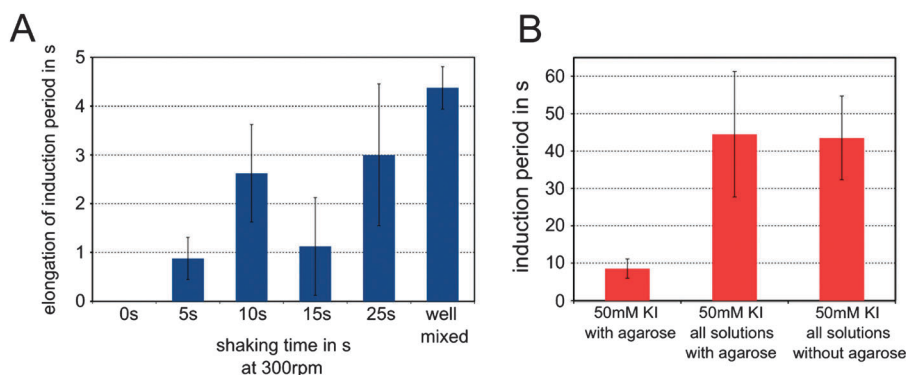 A
elongation of induction period in s
5
4
3
2
1
0
0s 5s 10s 15s 25s well
mixed
shaking time in s
at 300rpm
B
induction period in s
60
50
40
30
20
10
0
50mM KI
with agarose
50mM KI
all solutions
with agarose
50mM KI
all solutions
without agarose